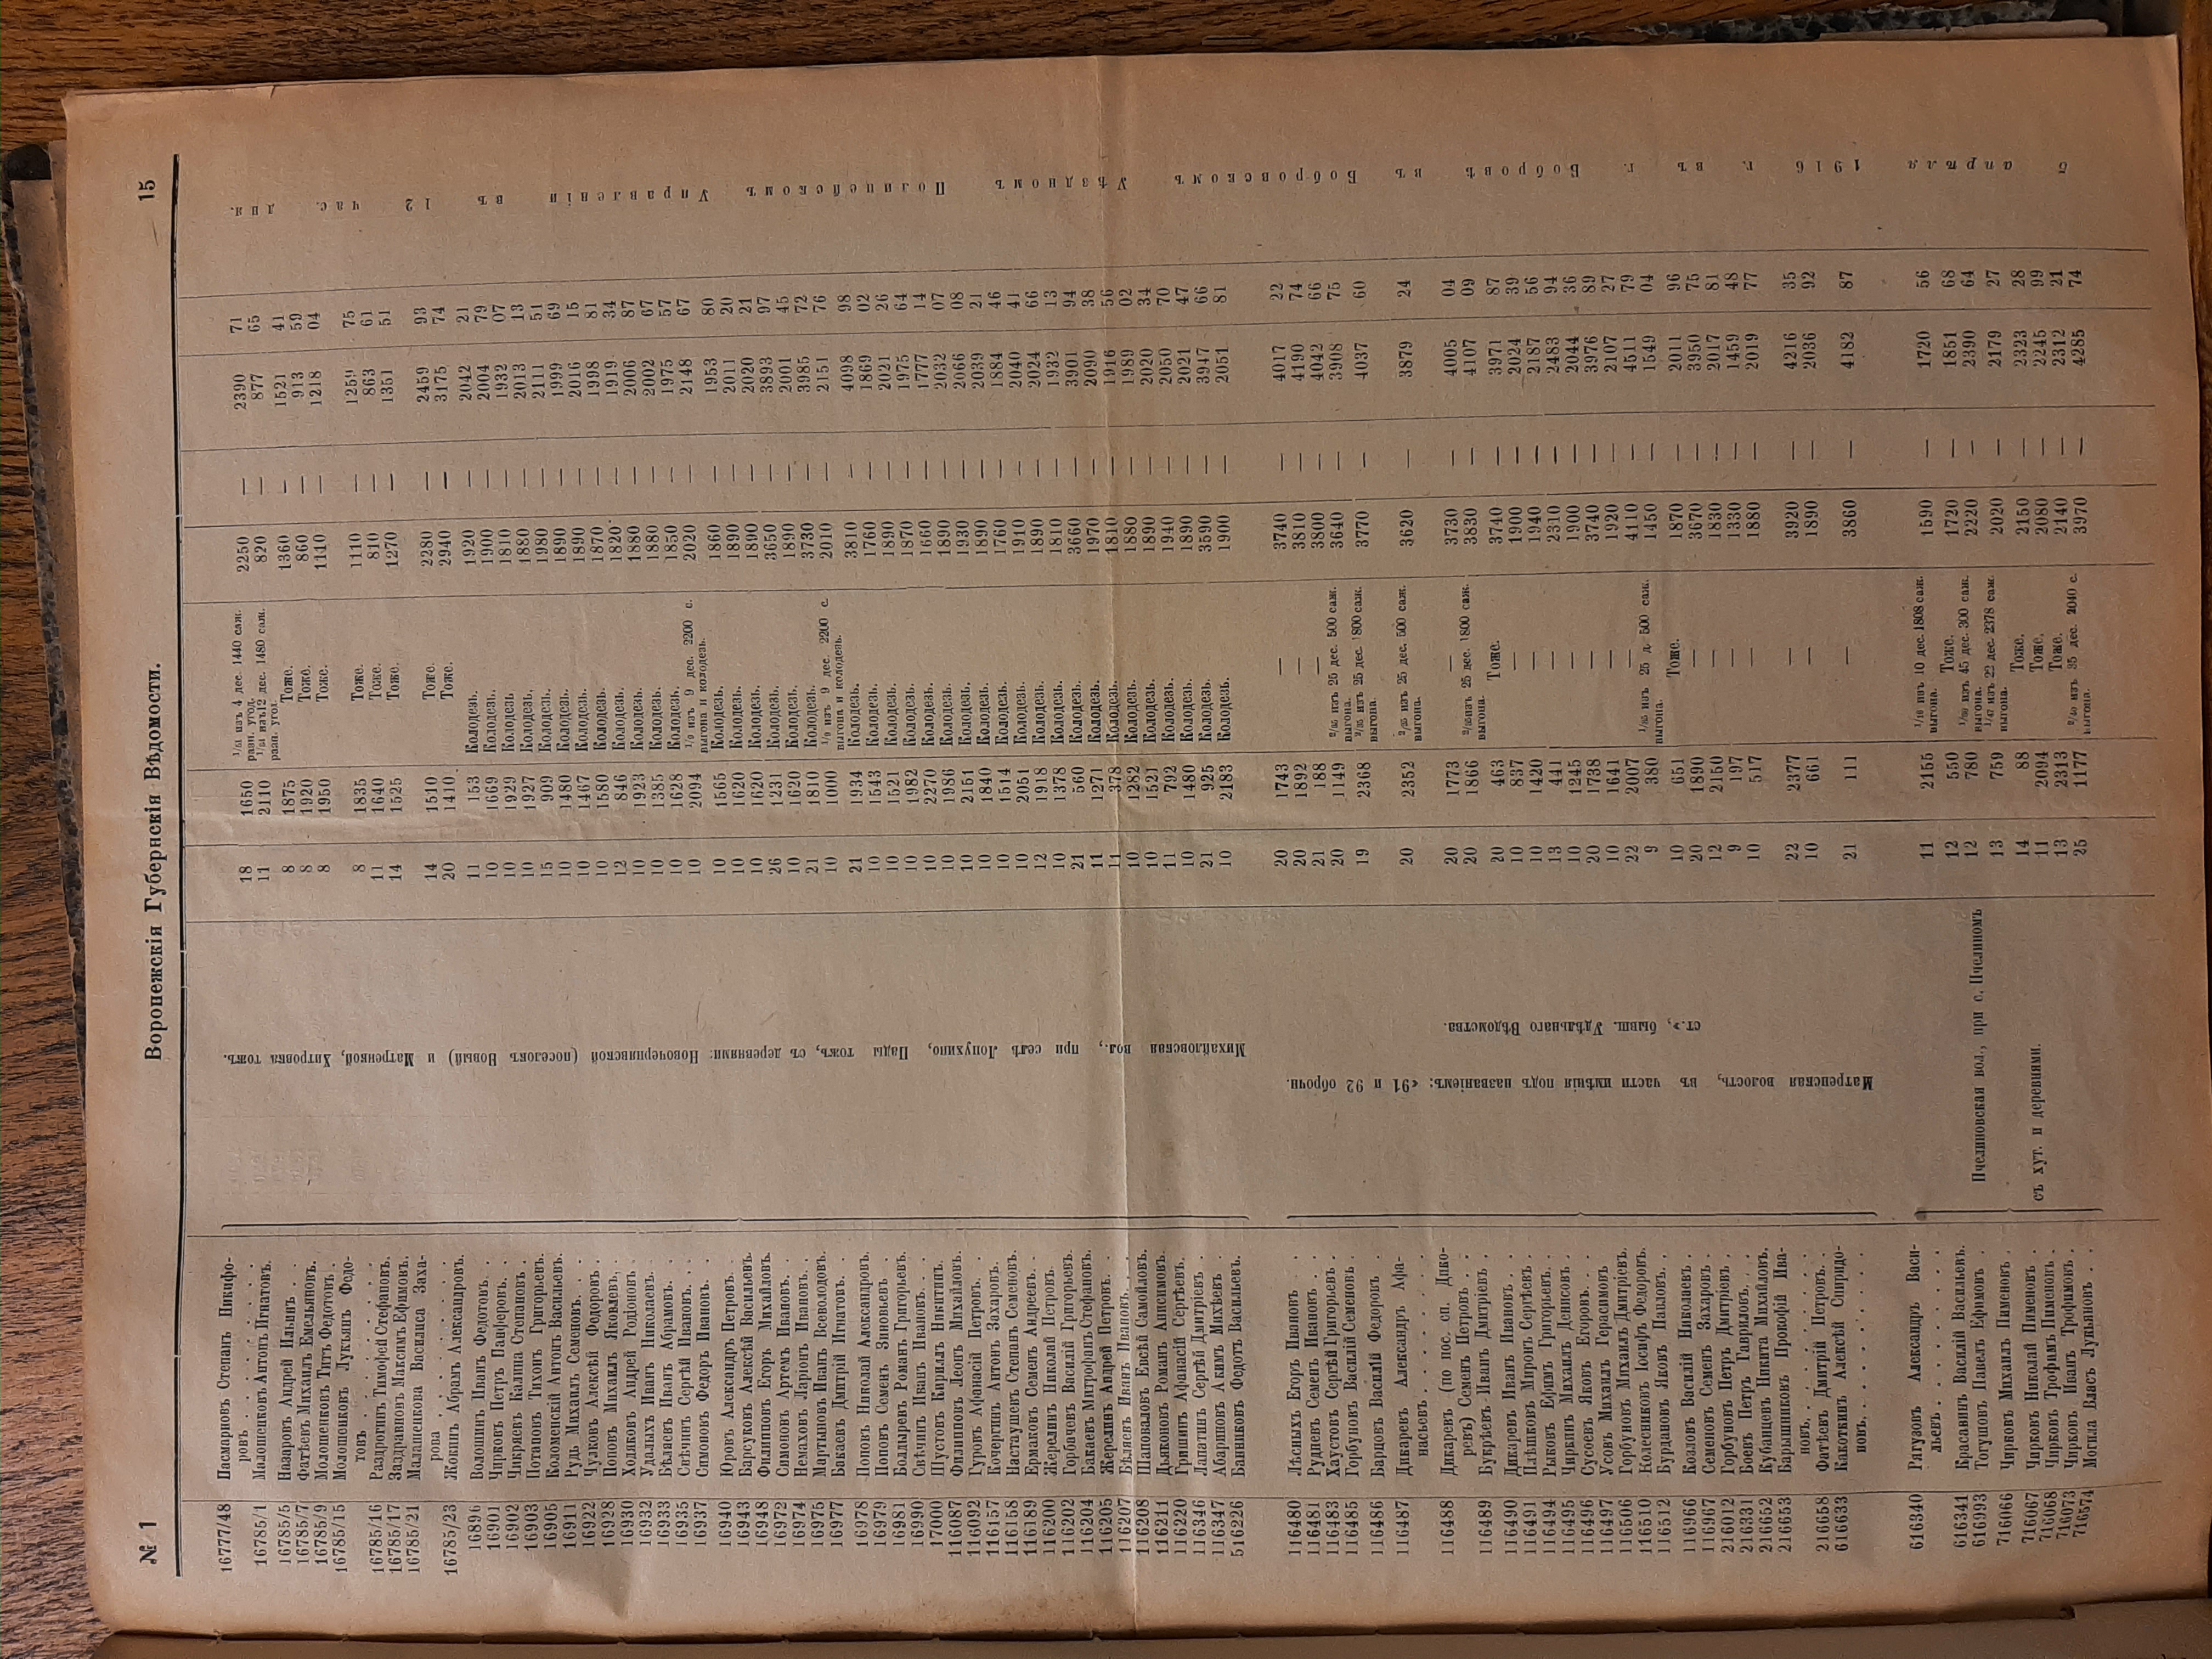 № 1 Воронежскія Губернскія Вѣдомости. 15
16777/48 Пасмарновъ Степанъ Никифо-
ровъ . . . . . . . . . 18 1650 1/51 изъ 4 дес. 1440 саж. разн. угод. 2250 — 2390 71
16785/1 Малошенковъ Антонъ Игнатовъ. 11 2110 1/51 изъ 12 дес. 1480 саж. разн. угод. 820 — 877 65
16785/5 Назаровъ Андрей Ильинъ . . 8 1875 Тоже. 1360 — 1521 41
16785/7 Фатѣевъ Михаилъ Емельяновъ. 8 1920 Тоже. 860 — 913 59
16785/9 Молошенковъ Титъ Федотовъ . 8 1950 Тоже. 1110 — 1218 04
16785/15 Молошенковъ Лукъянъ Федо-
товъ . . . . . . . . . 8 1835 Тоже. 1110 — 1259 75
16785/16 Раздрогинъ Тимофей Стефановъ. 11 1640 Тоже. 810 — 863 61
16785/17 Заздравновъ Максимъ Ефимовъ. 14 1525 Тоже. 1270 — 1351 51
16785/21 Малашенкова Василиса Заха-
рова . . . . . . . . . 14 1510 Тоже. 2280 — 2459 93
16785/23 Жокинъ Абрамъ Александровъ. 20 1410 Тоже. 2940 — 3175 74
16896 Волошинъ Иванъ Федотовъ. . 11 153 Колодезь. 1920 — 2042 21
16901 Чирковъ Петръ Панферовъ. . 10 1669 Колодезь. 1900 — 2004 79
16902 Чикряевъ Калина Степановъ . 10 1929 Колодезь 1810 — 1932 07
16903 Потаповъ Тихонъ Григорьевъ. 10 1927 Колодезь. 1880 — 2013 13
16905 Коломенскій Антонъ Васильевъ. 15 909 Колодезь. 1980 — 2111 51
16911 Рудь Михаилъ Семеновъ. . . 10 1480 Колодезь. 1890 — 1999 69
16922 Чулковъ Алексѣй Федоровъ . 10 1467 Колодезь. 1890 — 2016 15
16928 Поповъ Михаилъ Яковлевъ. . 10 1580 Колодезь. 1870 — 1998 81
16930 Ходяковъ Андрей Родіоновъ . 12 846 Колодезь. 1820 — 1919 34
16932 Удалыхъ Иванъ Николаевъ. . 10 1923 Колодезь. 1880 — 2006 87
16933 Бѣляевъ Иванъ Абрамовъ. . 10 1385 Колодезь. 1880 — 2002 67
16935 Свѣчинъ Сергѣй Ивановъ. . . 10 1628 Колодезь. 1850 — 1975 57
16937 Симоновъ Федоръ Ивановъ. . 10 2094 1/9 изъ 9 дес. 2200 с. выгона и колодезь. 2020 — 2148 67
16940 Юровъ Александръ Петровъ. . 10 1565 Колодезь. 1860 — 1953 80
16943 Барсуковъ Алексѣй Васильевъ. 10 1620 Колодезь. 1890 — 2011 20
16948 Филипповъ Егоръ Михайловъ. 10 1620 Колодезь. 1890 — 2020 21
16972 Симоновъ Артемъ Ивановъ. . 26 1231 Колодезь. 3650 — 3893 97
16974 Немаховъ Ларіонъ Ивановъ. . 10 1620 Колодезь. 1890 — 2001 45
16975 Мартыновъ Иванъ Всеволодовъ. 21 1810 Колодезь. 3730 — 3985 72
16977 Бакаевъ Дмитрій Игнатовъ. . 10 1000 1/9 изъ 9 дес. 2200 с. выгона и колодезь. 2010 — 2151 76
16978 Поповъ Николай Александровъ. 21 1934 Колодезь. 3810 — 4098 98
16979 Поповъ Семенъ Зиновьевъ . 10 1543 Колодезь. 1760 — 1869 02
16981 Болдыревъ Романъ Григорьевъ. 10 1521 Колодезь. 1890 — 2021 26
16990 Свѣчинъ Иванъ Ивановъ. . . 10 1982 Колодезь. 1870 — 1975 64
17000 Шустовъ Кириллъ Никитинъ. 10 2270 Колодезь. 1660 — 1777 14
116087 Филипповъ Леонъ Михайловъ. 10 1986 Колодезь. 1890 — 2032 07
116092 Гуровъ Афанасій Петровъ. . 10 2151 Колодезь. 1930 — 2066 08
116157 Кочергинъ Антонъ Захаровъ. 10 1840 Колодезь. 1890 — 2039 21
116158 Настаушевъ Степанъ Семеновъ. 10 1514 Колодезь. 1760 — 1884 46
116189 Ермаковъ Семенъ Андреевъ. . 10 2051 Колодезь. 1910 — 2040 41
116200 Жерелинъ Николай Петровъ. 12 1918 Колодезь. 1890 — 2024 66
116202 Горбачевъ Василій Григорьевъ. 10 1378 Колодезь. 1810 — 1932 13
116204 Бакаевъ Митрофанъ Стефановъ. 21 560 Колодезь. 3660 — 3901 94
116205 Жерелинъ Андрей Петровъ. . 11 1271 Колодезь. 1970 — 2090 38
116207 Бѣляевъ Иванъ Ивановъ. . . 11 378 Колодезь. 1810 — 1916 56
116208 Шаповаловъ Евсѣй Самойловъ. 10 1282 Колодезь. 1880 — 1989 02
116211 Дьяконовъ Романъ Анисимовъ. 10 1521 Колодезь. 1890 — 2020 34
116220 Гришинъ Афанасій Сергѣевъ. 11 792 Колодезь. 1940 — 2050 70
116346 Лапатинъ Сергѣй Дмитріевъ . 10 1480 Колодезь. 1890 — 2021 47
116347 Абариновъ Акимъ Михѣевъ . 21 925 Колодезь. 3590 — 3947 66
516226 Банниковъ Федотъ Васильевъ. 10 2183 Колодезь. 1900 — 2051 81
Михайловская вол., при селѣ Лопухино, Пады тожъ, съ деревнями: Новочернявской (поселокъ Новый) и Матренкой, Хитровка тожъ.
116480 Лѣсныхъ Егоръ Ивановъ . 20 1743 — 3740 — 4017 22
116481 Рудневъ Семенъ Ивановъ . . 20 1892 — 3810 — 4190 74
116483 Хаустовъ Сергѣй Григорьевъ . 21 188 — 3800 — 4042 66
116485 Горбуновъ Василій Семеновъ . 20 1149 2/35 изъ 25 дес. 500 саж. выгона. 3640 — 3908 75
116486 Барцовъ Василій Федоровъ . 19 2368 2/35 изъ 25 дес. 1800 саж. выгона. 3770 — 4037 60
116487 Дикаревъ Александръ Афа-
насьевъ . . . . . . . . 20 2352 2/35 изъ 25 дес. 500 саж. выгона. 3620 — 3879 24
116488 Дикаревъ (по пос. сп. Дико-
ревъ) Семенъ Петровъ . . 20 1773 — 3730 — 4005 04
116489 Букрѣевъ Иванъ Дмитріевъ . 20 1866 2/35 изъ 25 дес. 1800 саж. выгона. 3830 — 4107 09
116490 Дикаревъ Иванъ Ивановъ . . 20 463 Тоже. 3740 — 3971 87
116491 Плѣшковъ Миронъ Сергѣевъ . 10 837 — 1900 — 2024 39
116494 Рыковъ Ефимъ Григорьевъ. . 10 1420 — 1940 — 2187 56
116495 Чиркинъ Михаилъ Денисовъ . 13 441 — 2310 — 2483 94
116496 Сусоевъ Яковъ Егоровъ. . . 10 1245 — 1900 — 2044 36
116497 Усовъ Михаилъ Герасимовъ 20 1738 — 3740 — 3976 89
116506 Горбуновъ Михаилъ Дмитріевъ. 10 1641 — 1920 — 2107 27
116510 Колесниковъ Іосифъ Федоровъ. 22 2007 — 4110 — 4511 79
116512 Бурдановъ Яковъ Павловъ. . 9 380 1/35 изъ 25 д. 500 саж. выгона. 1450 — 1549 04
116966 Козловъ Василій Николаевъ . 10 651 Тоже. 1870 — 2011 96
116967 Семеновъ Семенъ Захаровъ . 20 1890 — 3670 — 3950 75
216012 Горбуновъ Петръ Дмитріевъ . 12 2150 — 1830 — 2017 81
216331 Боевъ Петръ Гавриловъ. . . 9 197 — 1330 — 1459 48
216652 Кубанцевъ Никита Михайловъ. 10 517 — 1880 — 2019 77
216653 Барышниковъ Прокофій Ива-
новъ. . . . . . . . . . 22 2377 — 3920 — 4216 35
216658 Фатѣевъ Дмитрій Петровъ. . 10 661 — 1890 — 2036 92
616633 Какоткинъ Алексѣй Спиридо-
новъ. . . . . . . . . . 21 111 — 3860 — 4182 87
Матренская волость, въ части имѣнія подъ названіемъ: «91 и 92 оброчн.
ст.», бывш. Удѣльнаго Вѣдомства.
616340 Рягузовъ Александръ Васи-
льевъ . . . . . . . . . 11 2155 1/10 изъ 10 дес. 1808 саж. выгона. 1590 — 1720 56
616341 Красавинъ Василій Васильевъ. 12 550 Тоже. 1720 — 1851 68
616993 Тогушовъ Павелъ Ефимовъ . 12 780 изъ 45 дес. 300 саж. выгона. 2220 — 2390 64
716066 Чирковъ Михаилъ Пименовъ . 13 759 1/47 изъ 22 дес. 2378 саж. выгона. 2020 — 2179 27
716067 Чирковъ Николай Пименовъ . 14 88 Тоже. 2150 — 2323 28
716068 Чирковъ Трофимъ Пименовъ . 11 2094 Тоже. 2080 — 2245 99
716073 Чирковъ Иванъ Трофимовъ . 13 2313 Тоже. 2140 — 2312 21
716574 Могила Власъ Лукьяновъ . . 25 1177 2/40 изъ 35 дес. 2040 с. выгона. 3970 — 4285 74
Пчелиновская вол., при с. Пчелиномъ
съ хут. и деревнями.
5 апрѣля 1916 г. въ г. Бобровѣ въ Бобровскомъ Уѣздномъ Полицейскомъ Управленіи въ 12 час. дня.